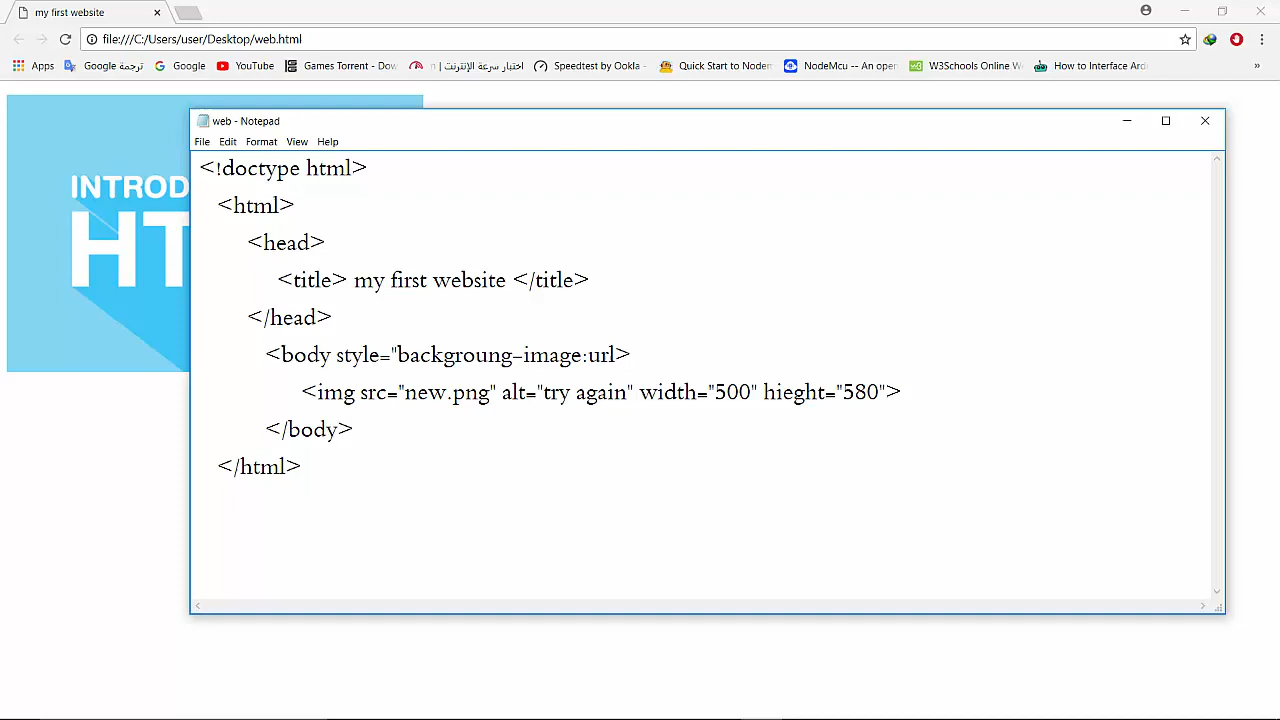 my first website
file:///C:/Users/user/Desktop/web.html
Apps ترجمة Google Google YouTube Games Torrent - Dow اختبار سرعة الإنترنت | n Speedtest by Ookla - Quick Start to Nodem NodeMcu -- An open W3Schools Online W How to Interface Ard »
INTROD
HT
web - Notepad
File Edit Format View Help
<!doctype html>
<html>
<head>
<title> my first website </title>
</head>
<body style="backgroung-image:url>
<img src="new.png" alt="try again" width="500" hieght="580">
</body>
</html>